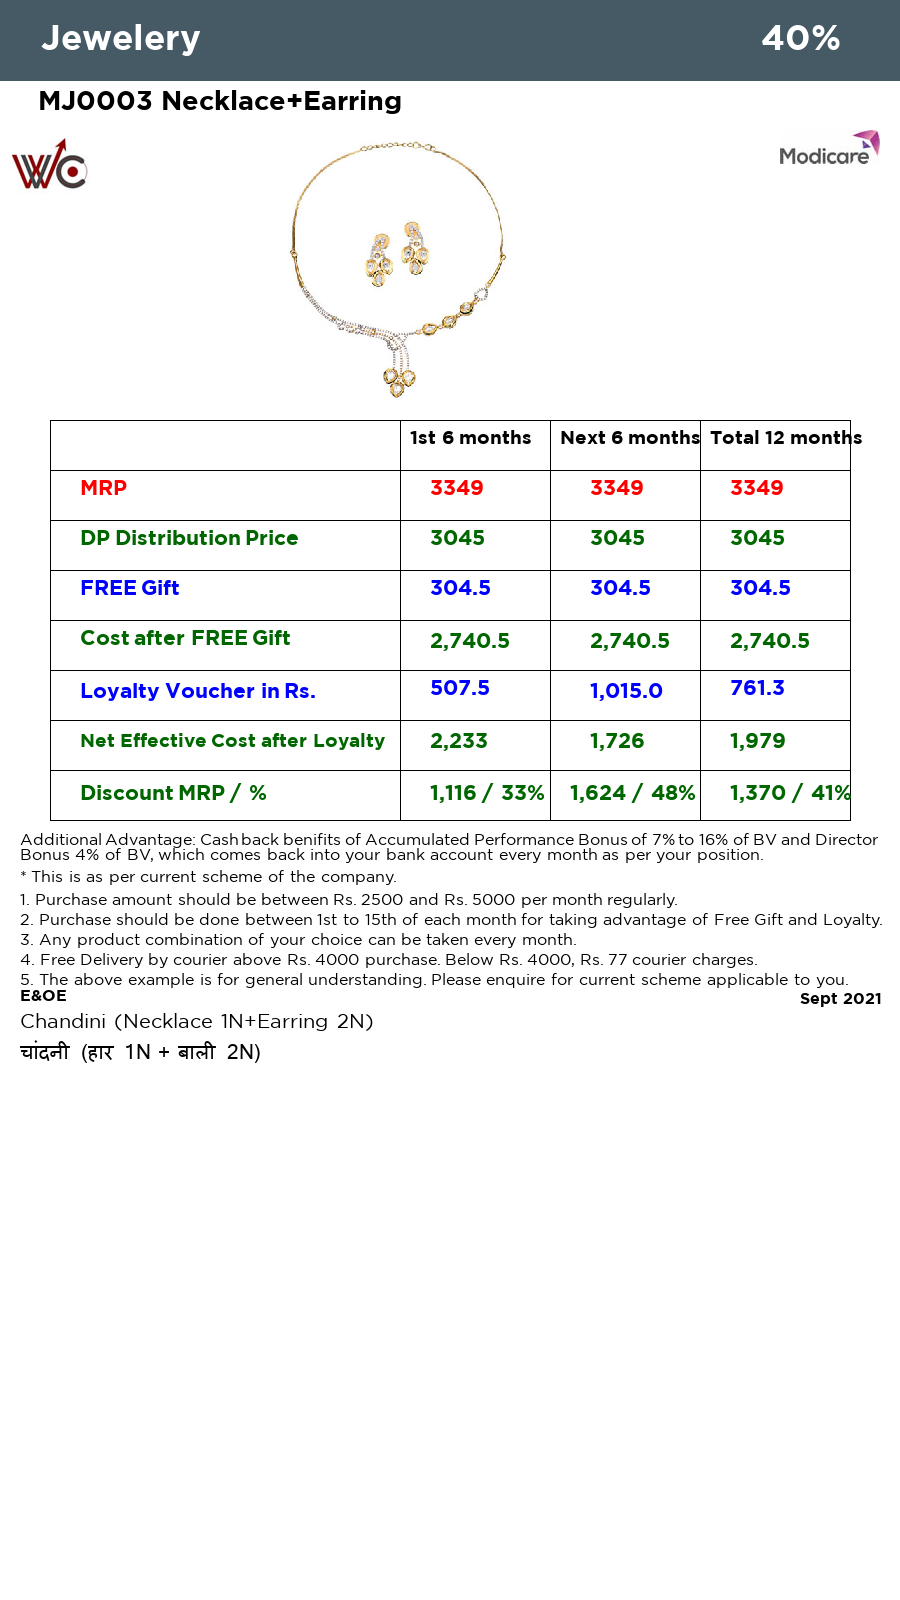 Jewelery 40%
MJ0003 Necklace+Earring
WC
Modicare
1st 6 months Next 6 months Total 12 months
MRP 3349 3349 3349
DP Distribution Price 3045 3045 3045
FREE Gift 304.5 304.5 304.5
Cost after FREE Gift 2,740.5 2,740.5 2,740.5
Loyalty Voucher in Rs. 507.5 1,015.0 761.3
Net Effective Cost after Loyalty 2,233 1,726 1,979
Discount MRP / % 1,116 / 33% 1,624 / 48% 1,370 / 41%
Additional Advantage: Cashback benifits of Accumulated Performance Bonus of 7% to 16% of BV and Director
Bonus 4% of BV, which comes back into your bank account every month as per your position.
* This is as per current scheme of the company.
1. Purchase amount should be between Rs. 2500 and Rs. 5000 per month regularly.
2. Purchase should be done between 1st to 15th of each month for taking advantage of Free Gift and Loyalty.
3. Any product combination of your choice can be taken every month.
4. Free Delivery by courier above Rs. 4000 purchase. Below Rs. 4000, Rs. 77 courier charges.
5. The above example is for general understanding. Please enquire for current scheme applicable to you.
E&OE Sept 2021
Chandini (Necklace 1N+Earring 2N)
चांदनी (हार 1N + बाली 2N)